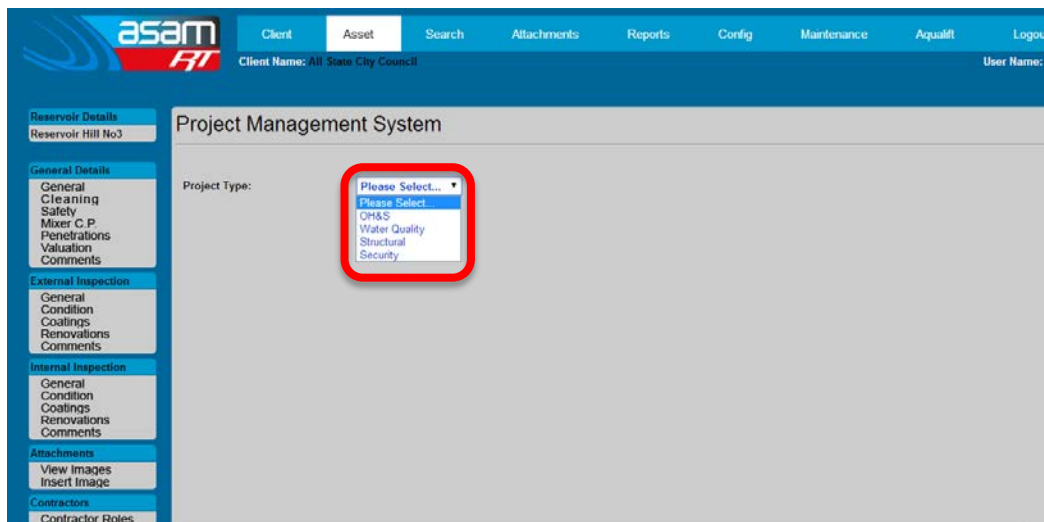 asam
RT
Client Asset Search Attachments Reports Config Maintenance Aqualift Logou
Client Name: All State City Council User Name:
Reservoir Details
Reservoir Hill No3
Project Management System
General Details
General
Cleaning
Safety
Mixer C.P.
Penetrations
Valuation
Comments
Project Type:
Please Select...
Please Select...
OH&S
Water Quality
Structural
Security
External Inspection
General
Condition
Coatings
Renovations
Comments
Internal Inspection
General
Condition
Coatings
Renovations
Comments
Attachments
View Images
Insert Image
Contractors
Contractor Roles